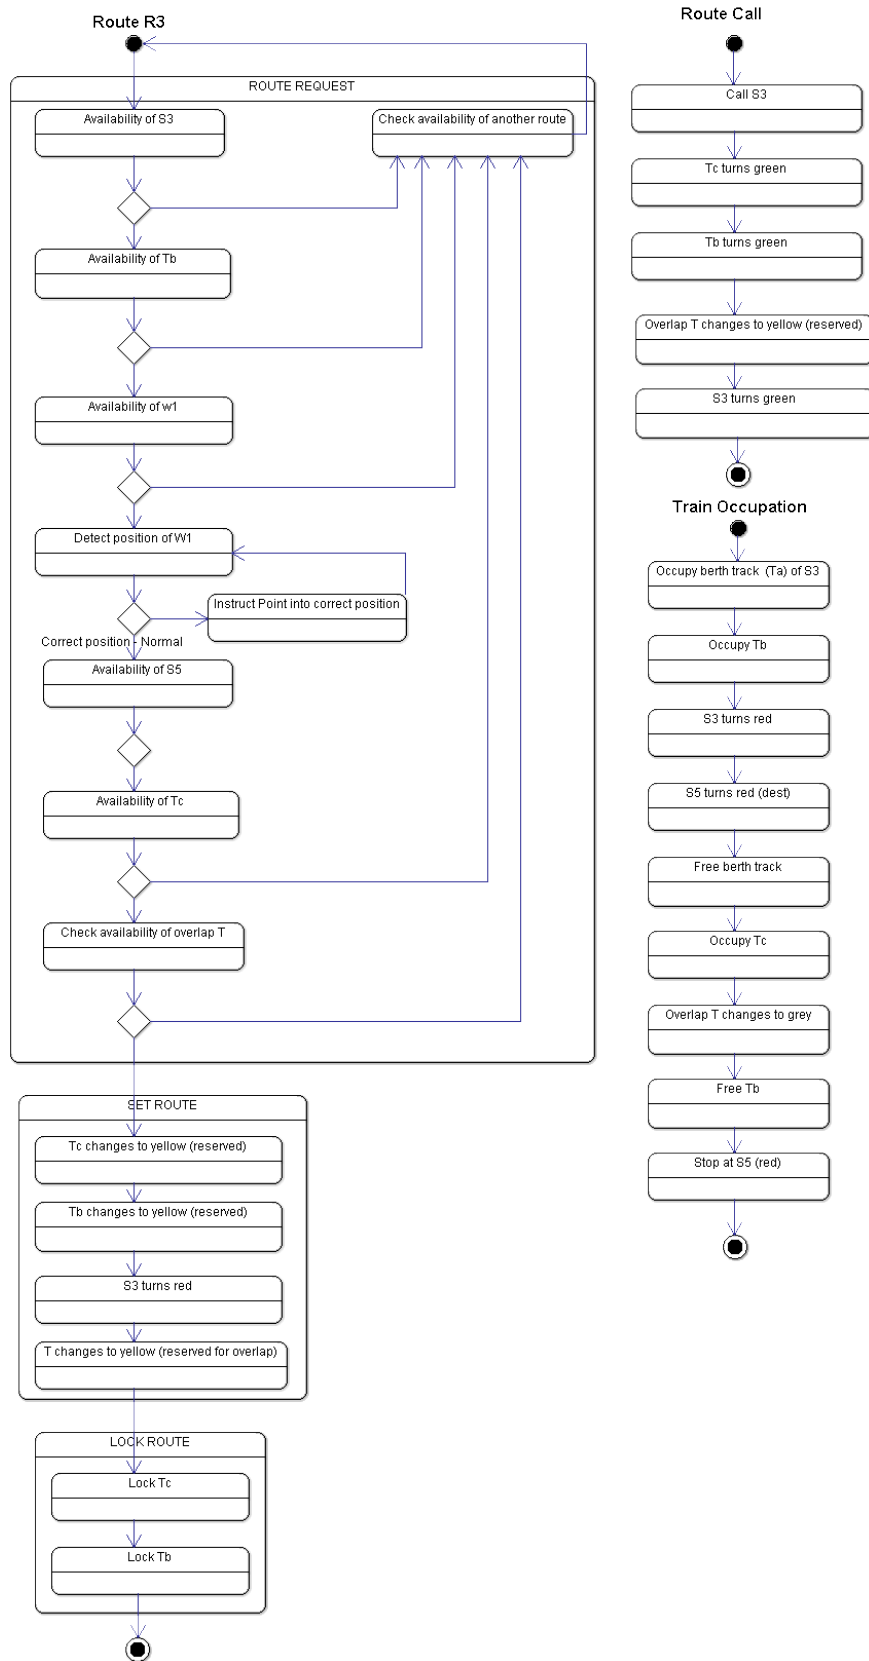 Route R3
ROUTE REQUEST
Availability of S3
Check availability of another route
Availability of Tb
Availability of w1
Detect position of W1
Instruct Point into correct position
Correct position - Normal
Availability of S5
Availability of Tc
Check availability of overlap T
SET ROUTE
Tc changes to yellow (reserved)
Tb changes to yellow (reserved)
S3 turns red
T changes to yellow (reserved for overlap)
LOCK ROUTE
Lock Tc
Lock Tb
Route Call
Call S3
Tc turns green
Tb turns green
Overlap T changes to yellow (reserved)
S3 turns green
Train Occupation
Occupy berth track (Ta) of S3
Occupy Tb
S3 turns red
S5 turns red (dest)
Free berth track
Occupy Tc
Overlap T changes to grey
Free Tb
Stop at S5 (red)